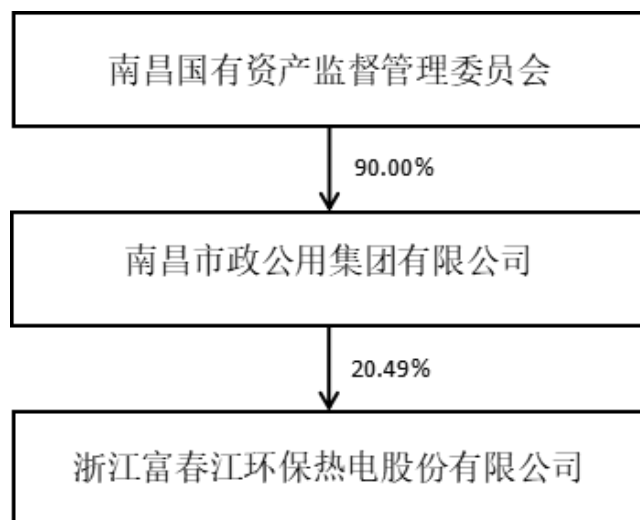 南昌国有资产监督管理委员会
90.00%
南昌市政公用集团有限公司
20.49%
浙江富春江环保热电股份有限公司